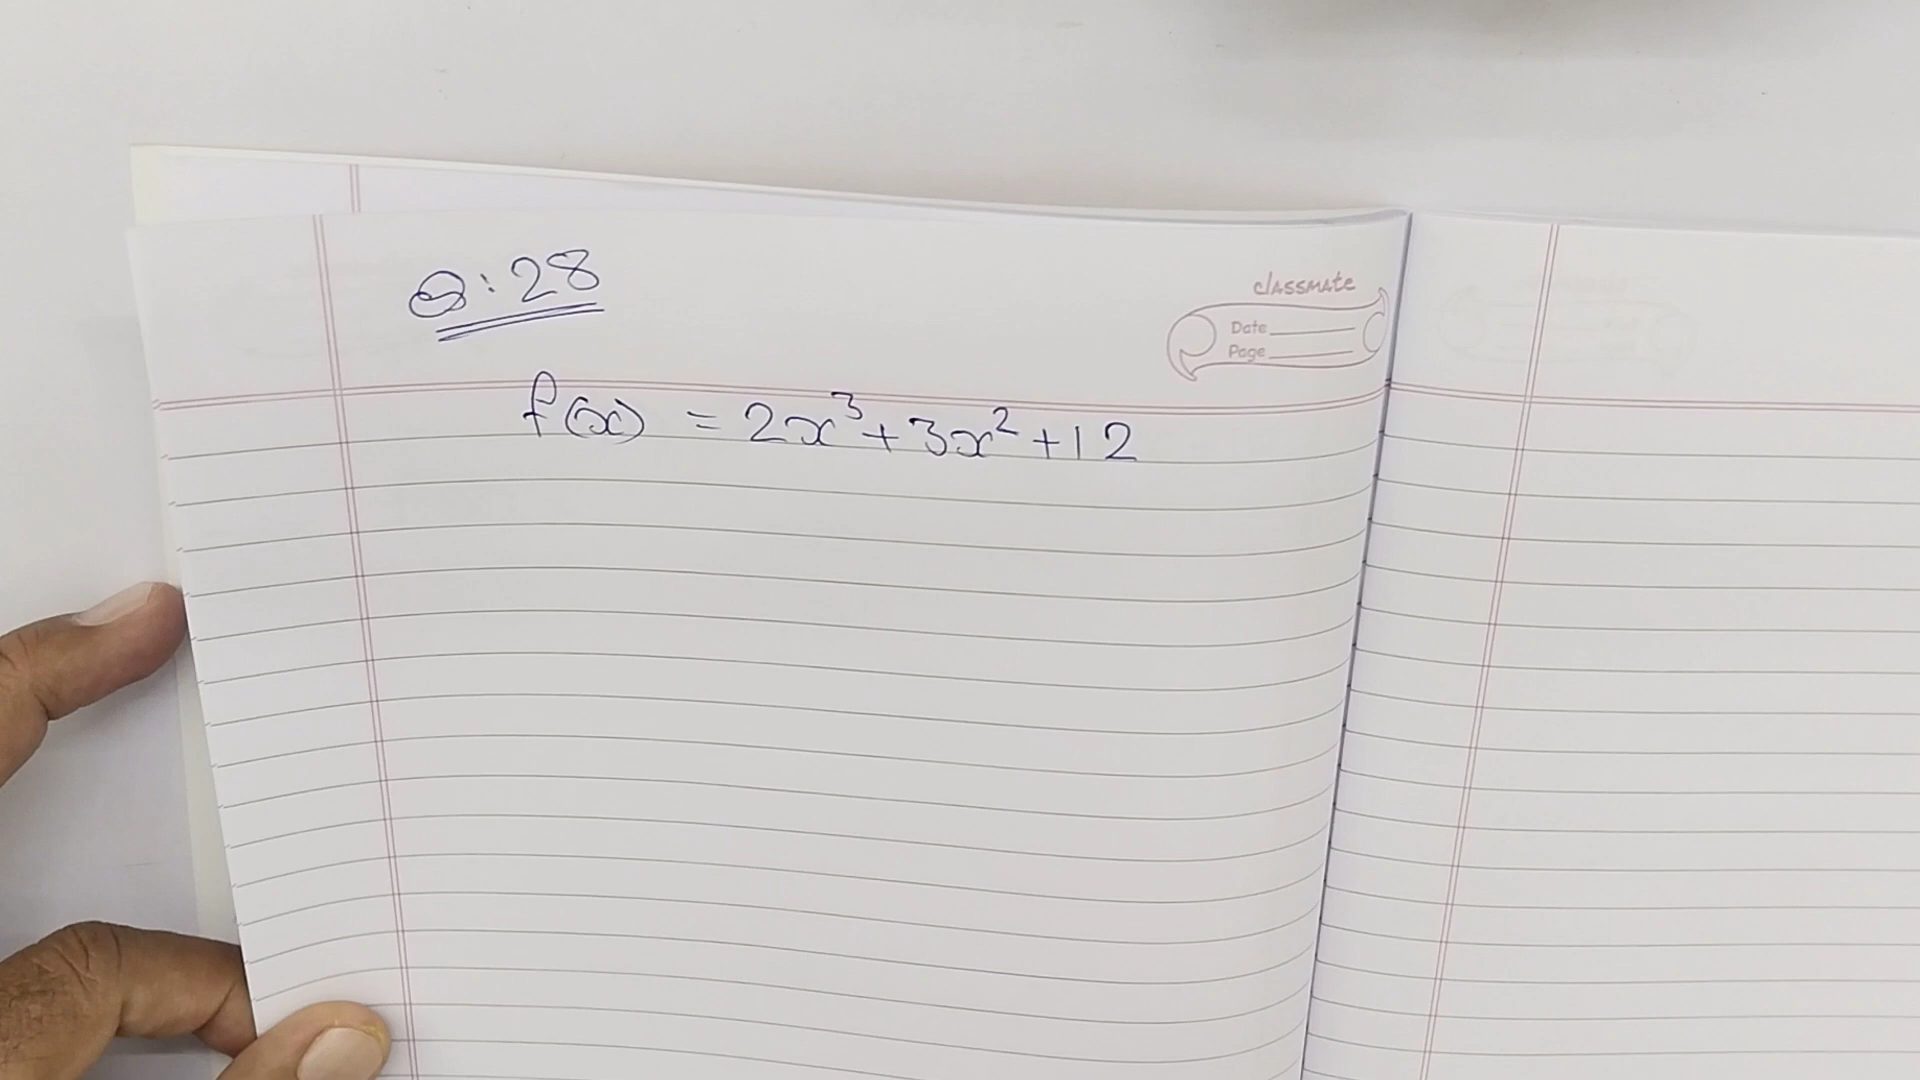 Q: 28
classmate
Date
Page
f(x) = 2x³+3x²+12